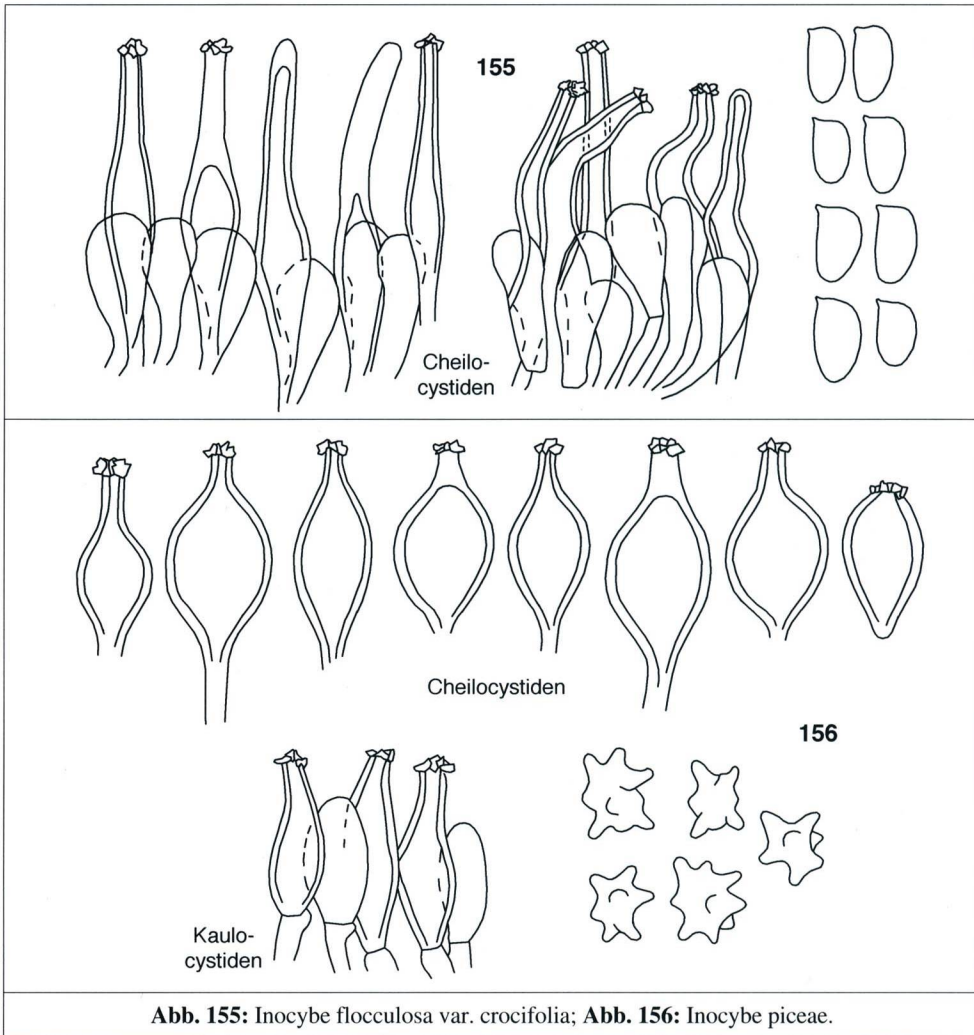 155
Cheilo-
cystiden
Cheilocystiden
156
Kaulo-
cystiden
Abb. 155: Inocybe flocculosa var. crocifolia; Abb. 156: Inocybe piceae.